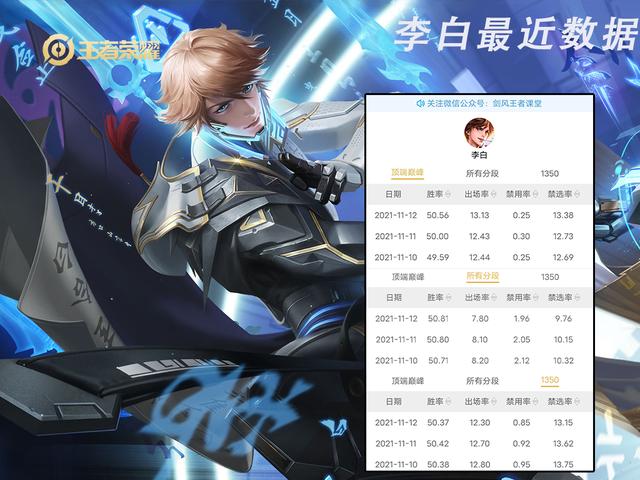 王者荣耀
李白最近数据
关注微信公众号：剑风王者课堂
李白
顶端巅峰 所有分段 1350
日期 胜率 出场率 禁用率 禁选率
2021-11-12 50.56 13.13 0.25 13.38
2021-11-11 50.00 12.43 0.30 12.73
2021-11-10 49.59 12.44 0.25 12.69
顶端巅峰 所有分段 1350
日期 胜率 出场率 禁用率 禁选率
2021-11-12 50.81 7.80 1.96 9.76
2021-11-11 50.80 8.10 2.05 10.15
2021-11-10 50.71 8.20 2.12 10.32
顶端巅峰 所有分段 1350
日期 胜率 出场率 禁用率 禁选率
2021-11-12 50.37 12.30 0.85 13.15
2021-11-11 50.42 12.70 0.92 13.62
2021-11-10 50.38 12.80 0.95 13.75